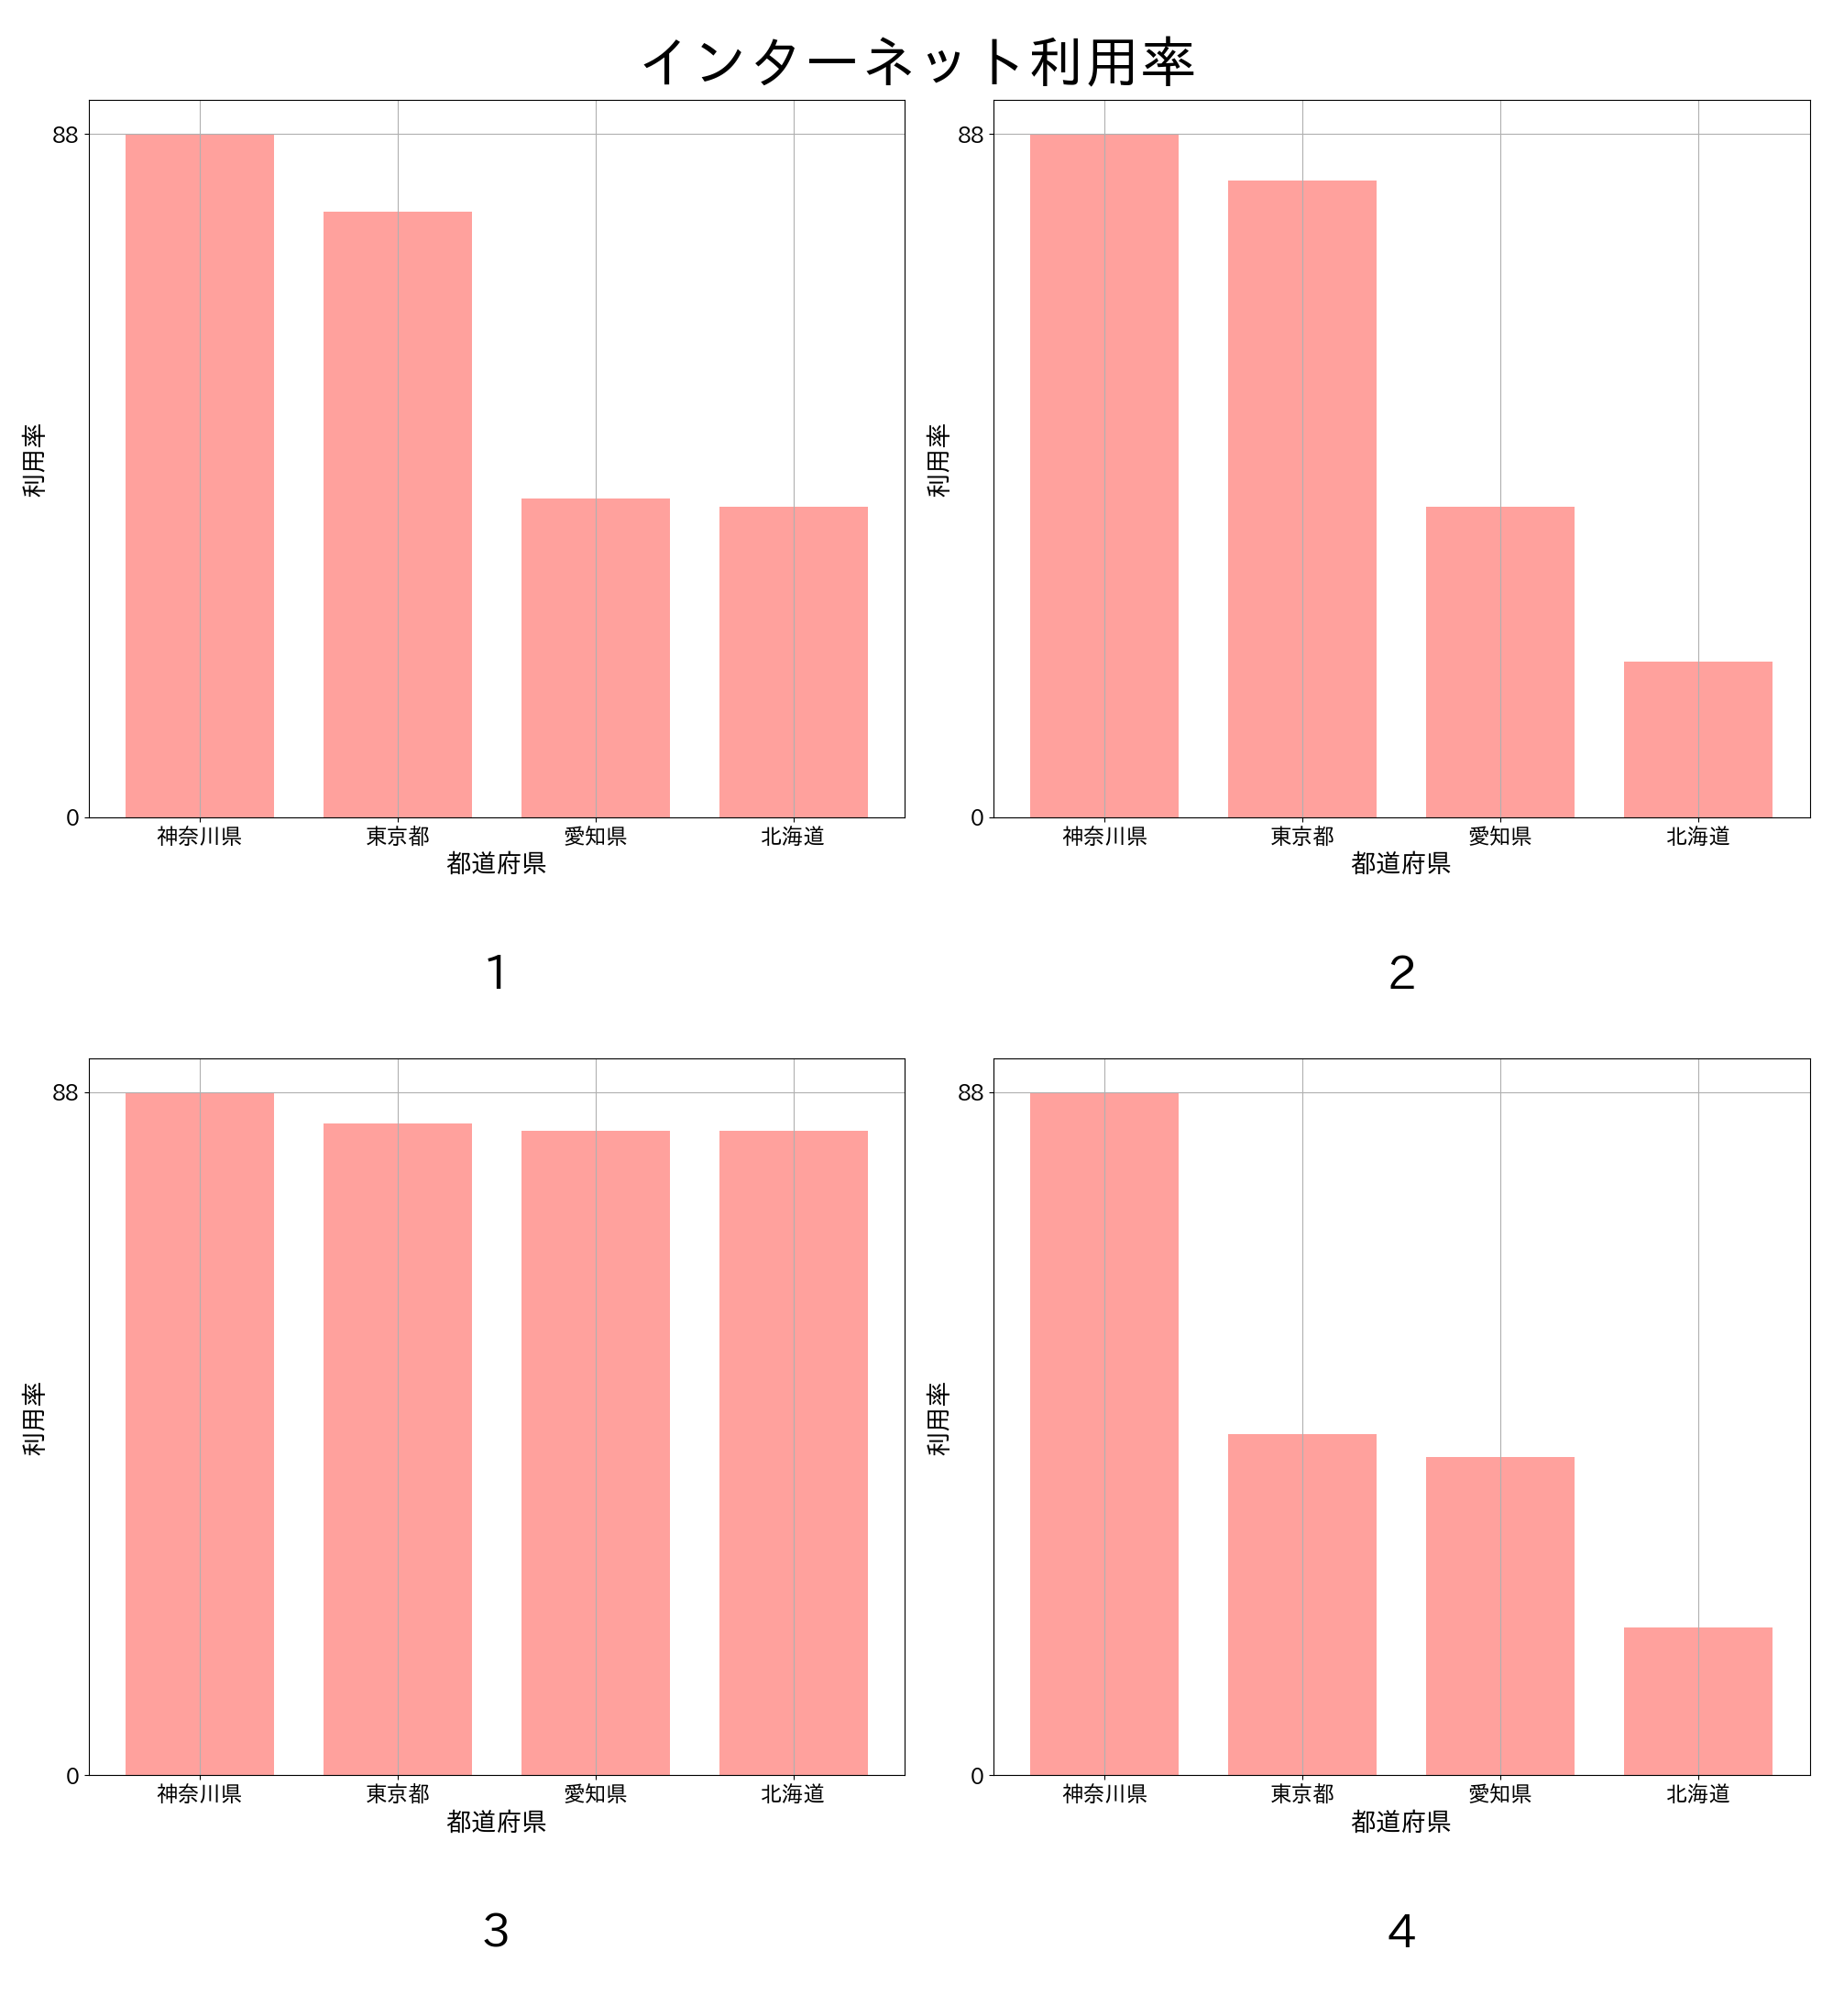 インターネット利用率
88
0
利用率
神奈川県 東京都 愛知県 北海道
都道府県
1
88
0
利用率
神奈川県 東京都 愛知県 北海道
都道府県
2
88
0
利用率
神奈川県 東京都 愛知県 北海道
都道府県
3
88
0
利用率
神奈川県 東京都 愛知県 北海道
都道府県
4